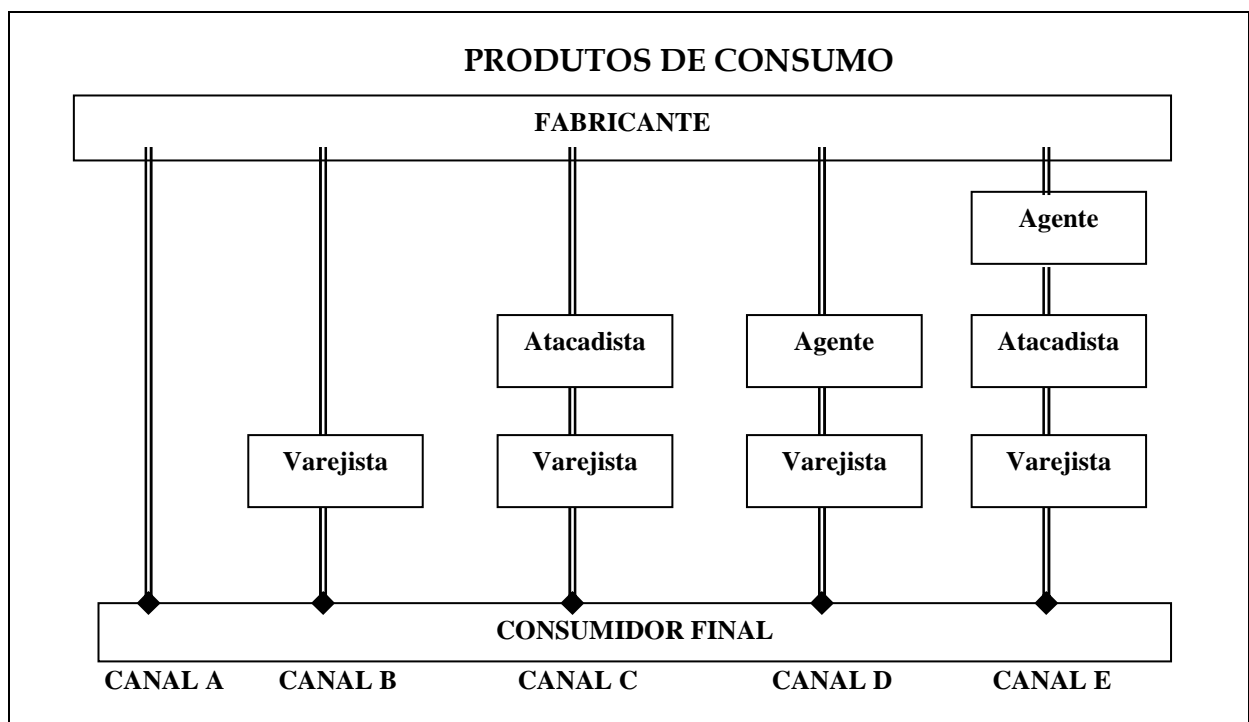 PRODUTOS DE CONSUMO
FABRICANTE
Agente
Atacadista
Agente
Atacadista
Varejista
Varejista
Varejista
Varejista
CONSUMIDOR FINAL
CANAL A
CANAL B
CANAL C
CANAL D
CANAL E